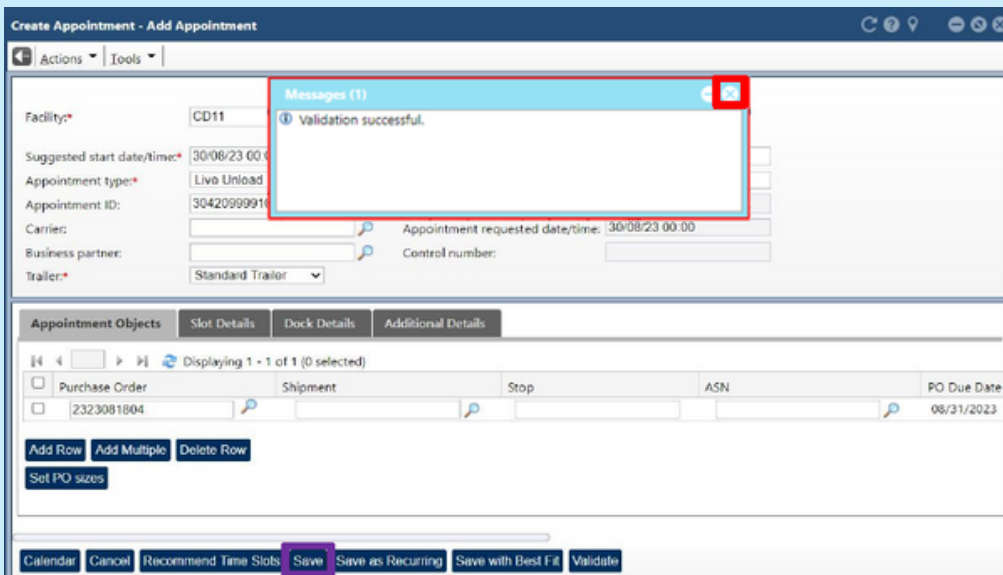 Create Appointment - Add Appointment
Actions Tools
Messages (1)
Validation successful.
Facility:* CD11
Suggested start date/time:* 30/08/23 00:0
Appointment type:* Live Unload
Appointment ID: 3042099991
Carrier: Appointment requested date/time: 30/08/23 00:00
Business partner: Control number:
Trailer:* Standard Trailer
Appointment Objects Slot Details Dock Details Additional Details
Displaying 1 - 1 of 1 (0 selected)
Purchase Order Shipment Stop ASN PO Due Date
2323081804 08/31/2023
Add Row Add Multiple Delete Row
Set PO sizes
Calendar Cancel Recommend Time Slots Save Save as Recurring Save with Best Fit Validate